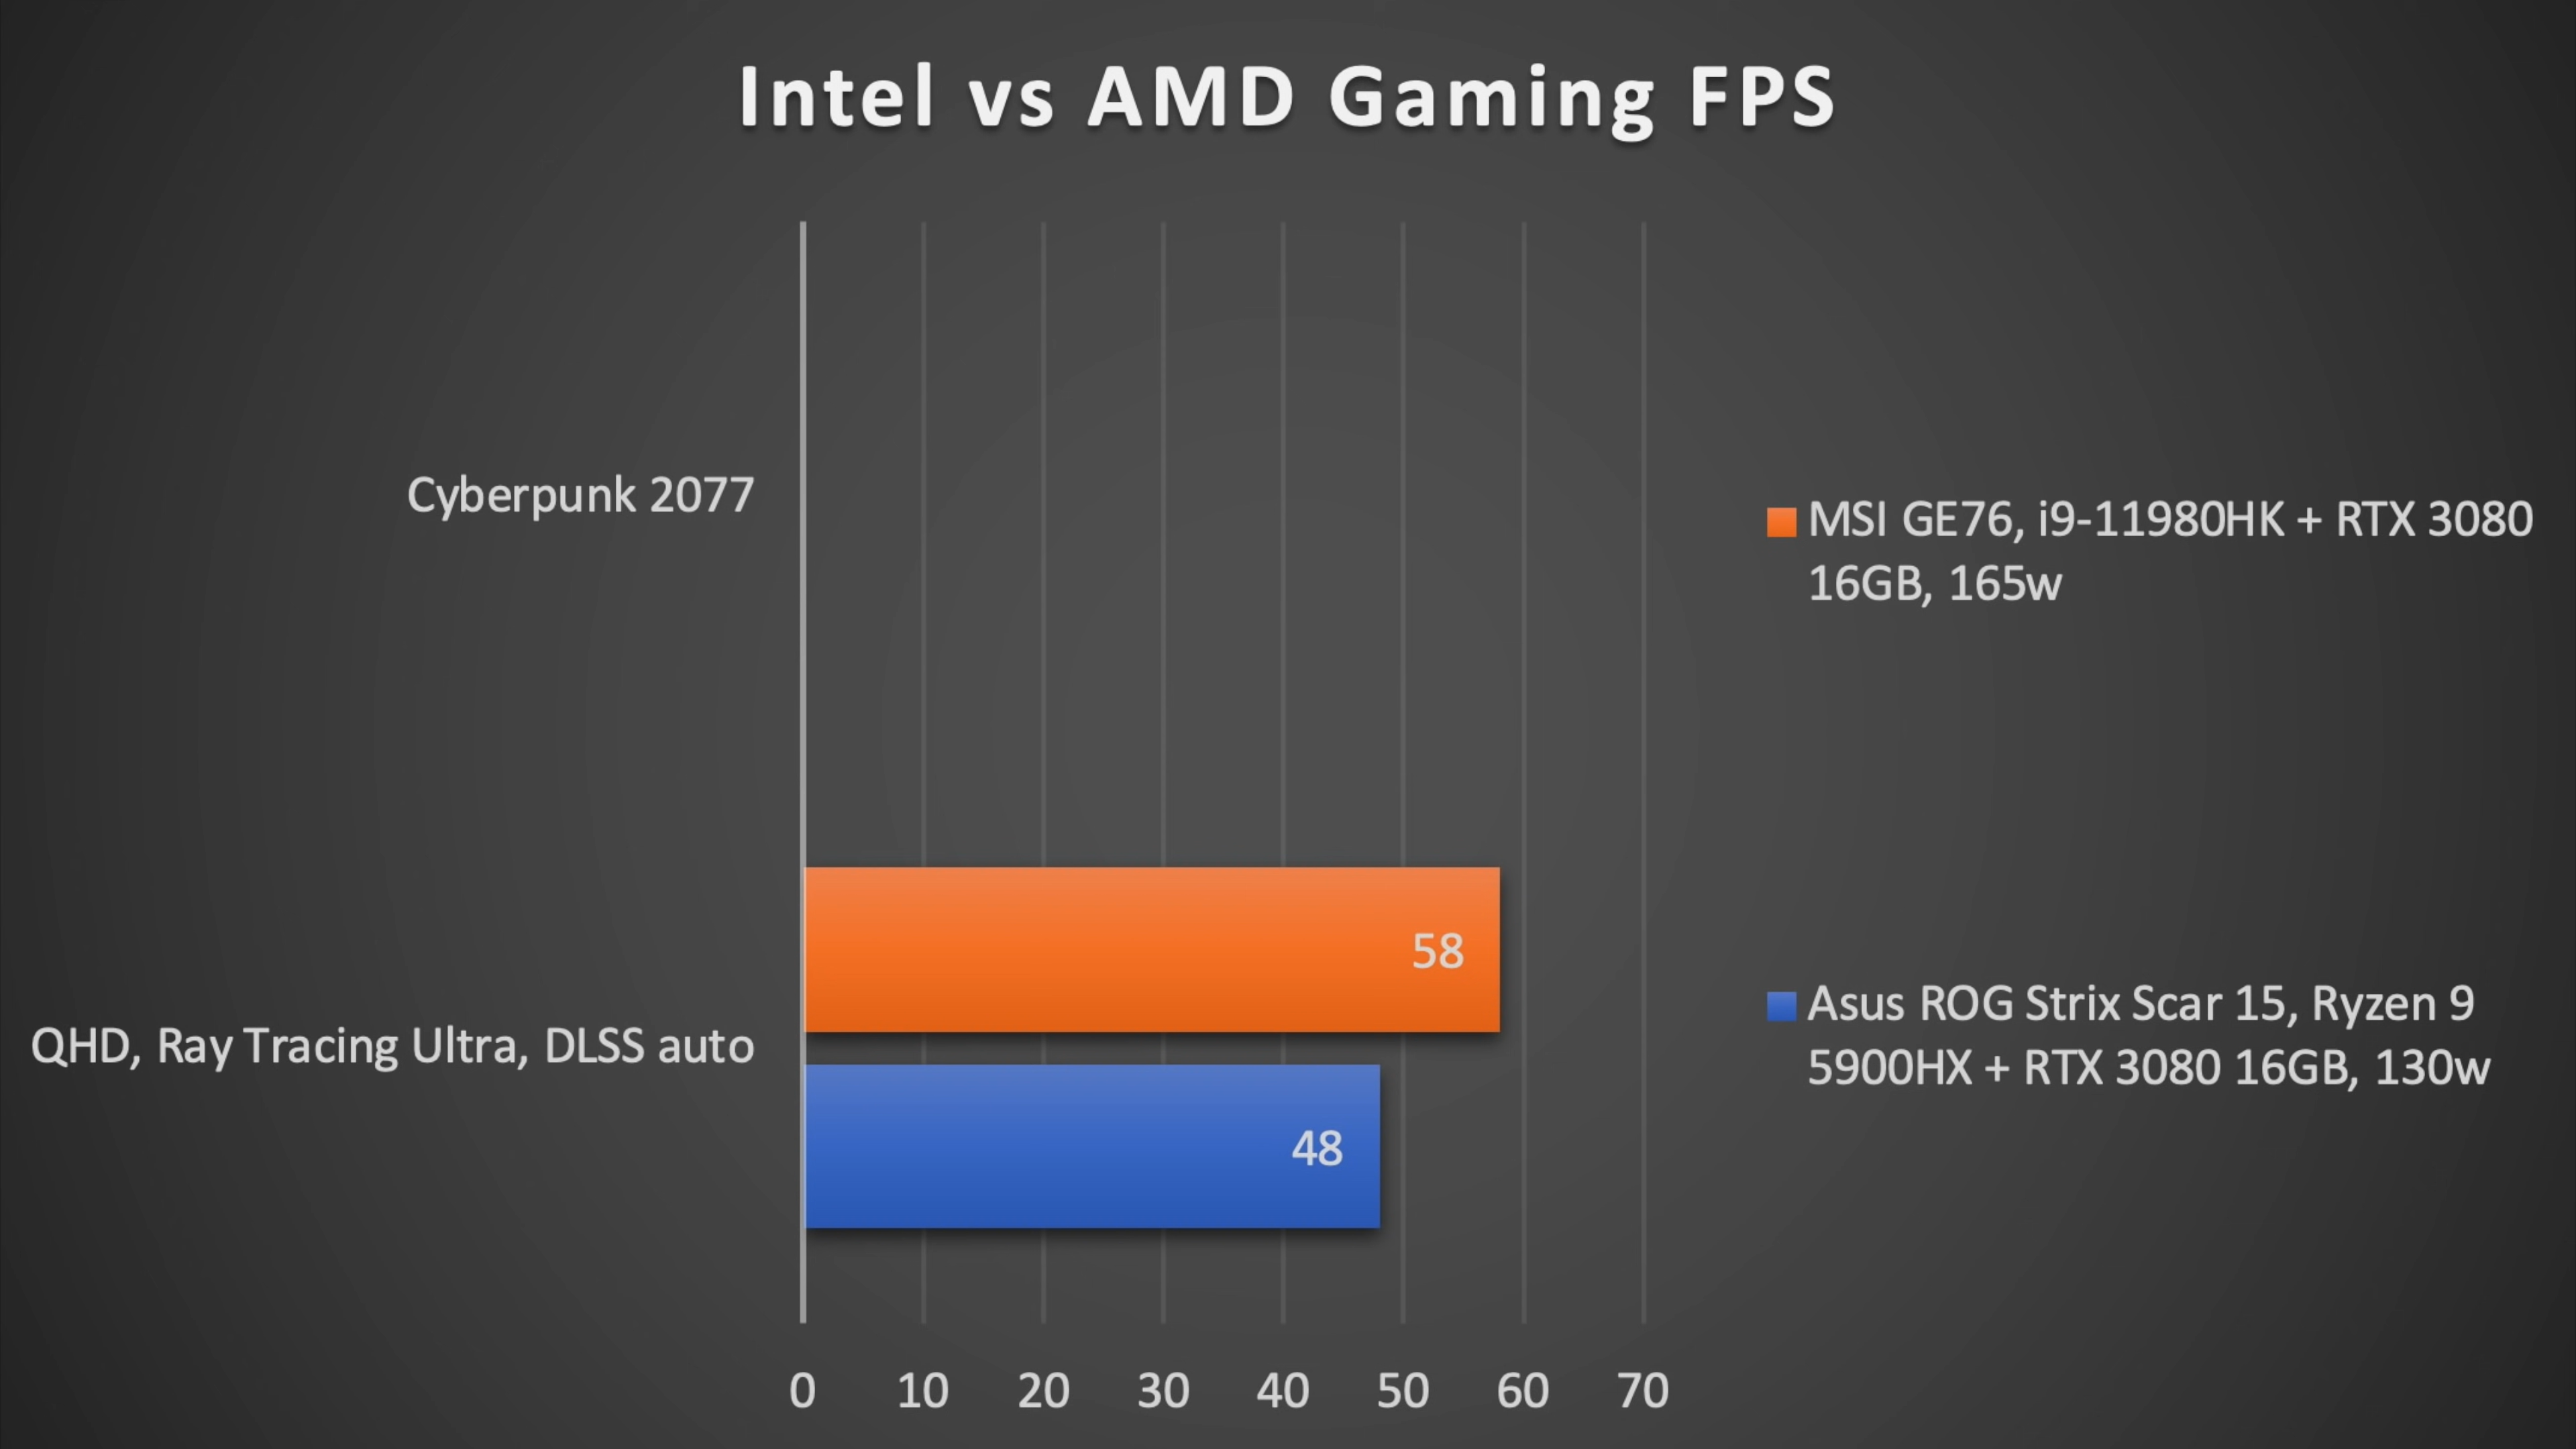 Intel vs AMD Gaming FPS
Cyberpunk 2077
MSI GE76, i9-11980HK + RTX 3080
16GB, 165w
58
QHD, Ray Tracing Ultra, DLSS auto
Asus ROG Strix Scar 15, Ryzen 9
5900HX + RTX 3080 16GB, 130w
48
0 10 20 30 40 50 60 70